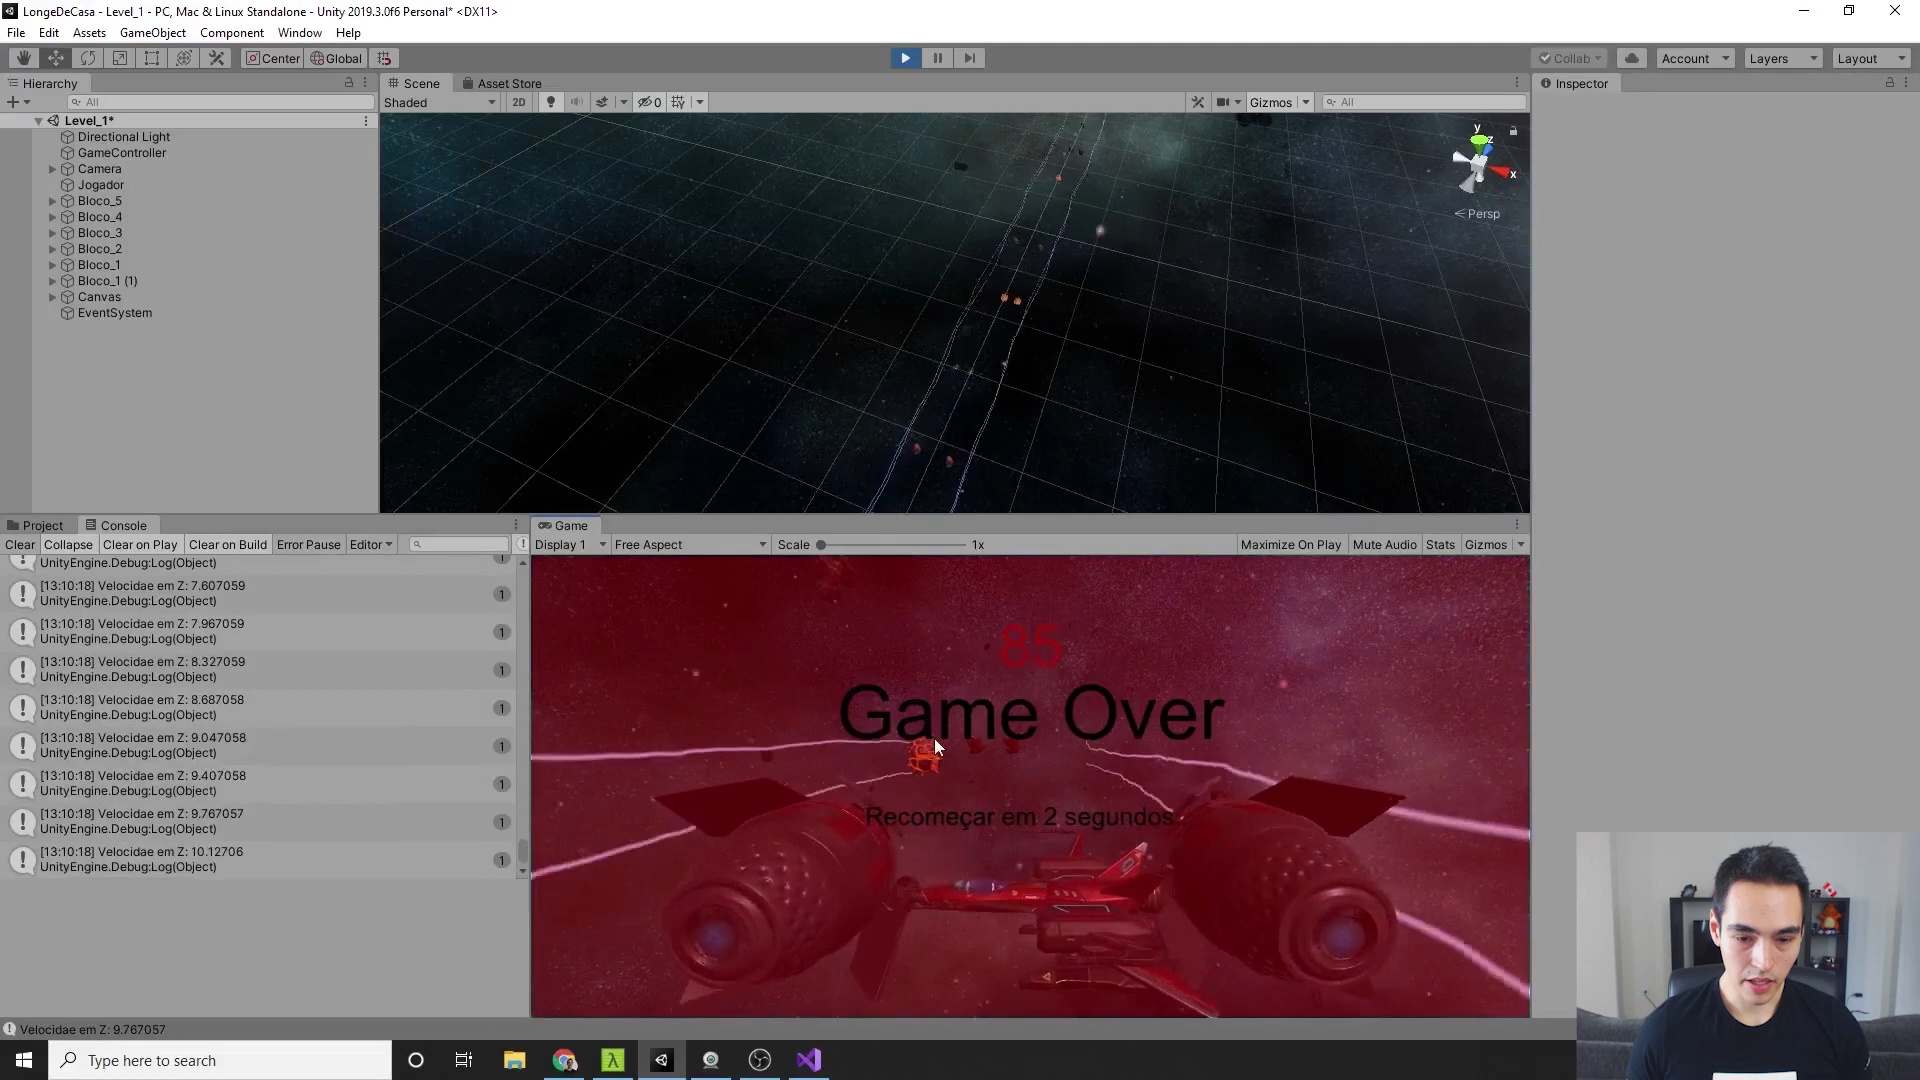 LongeDeCasa - Level_1 - PC, Mac & Linux Standalone - Unity 2019.3.0f6 Personal* <DX11>
File Edit Assets GameObject Component Window Help
Center Global Collab Account Layers Layout
Hierarchy
All
Level_1*
Directional Light
GameController
Camera
Jogador
Bloco_5
Bloco_4
Bloco_3
Bloco_2
Bloco_1
Bloco_1 (1)
Canvas
EventSystem
Scene Asset Store
Shaded 2D 0 Gizmos All
y
z
x
Persp
Inspector
Project Console
Clear Collapse Clear on Play Clear on Build Error Pause Editor
UnityEngine.Debug:Log(Object)
1
[13:10:18] Velocidae em Z: 7.607059
UnityEngine.Debug:Log(Object)
1
[13:10:18] Velocidae em Z: 7.967059
UnityEngine.Debug:Log(Object)
1
[13:10:18] Velocidae em Z: 8.327059
UnityEngine.Debug:Log(Object)
1
[13:10:18] Velocidae em Z: 8.687058
UnityEngine.Debug:Log(Object)
1
[13:10:18] Velocidae em Z: 9.047058
UnityEngine.Debug:Log(Object)
1
[13:10:18] Velocidae em Z: 9.407058
UnityEngine.Debug:Log(Object)
1
[13:10:18] Velocidae em Z: 9.767057
UnityEngine.Debug:Log(Object)
1
[13:10:18] Velocidae em Z: 10.12706
UnityEngine.Debug:Log(Object)
1
Game
Display 1 Free Aspect Scale 1x Maximize On Play Mute Audio Stats Gizmos
85
Game Over
Recomeçar em 2 segundos
Velocidae em Z: 9.767057
Type here to search